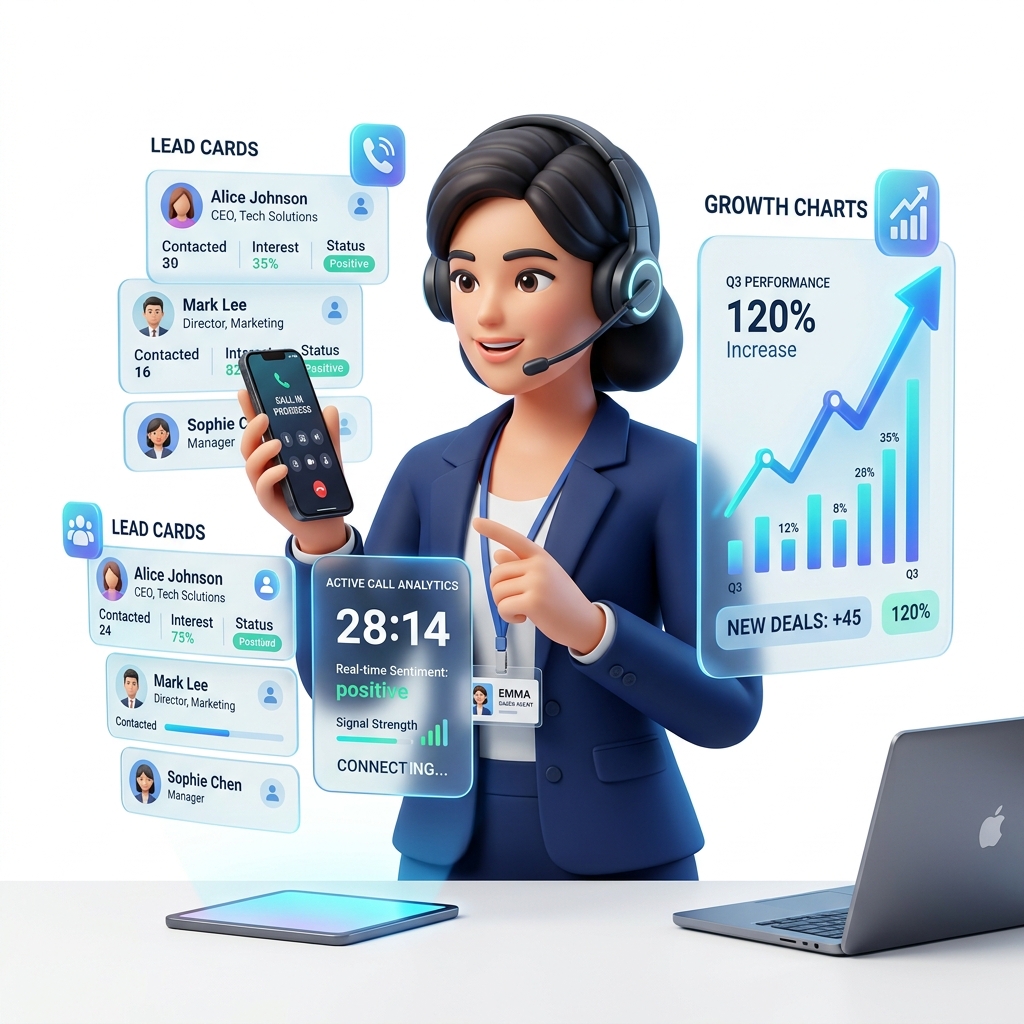 LEAD CARDS
Alice Johnson
CEO, Tech Solutions
Contacted Interest Status
30 35% Positive
Mark Lee
Director, Marketing
Contacted Status
16 82 Positive
Sophie C
Manager
LEAD CARDS
Alice Johnson
CEO, Tech Solutions
Contacted Interest Status
24 75%
Mark Lee
Director, Marketing
Contacted
Sophie Chen
Manager
ACTIVE CALL ANALYTICS
28:14
Real-time Sentiment:
positive
Signal Strength
CONNECTING...
EMMA
AGENT
GROWTH CHARTS
Q3 PERFORMANCE
120%
Increase
35%
28%
12% 8%
Q3 Q3
NEW DEALS: +45 120%